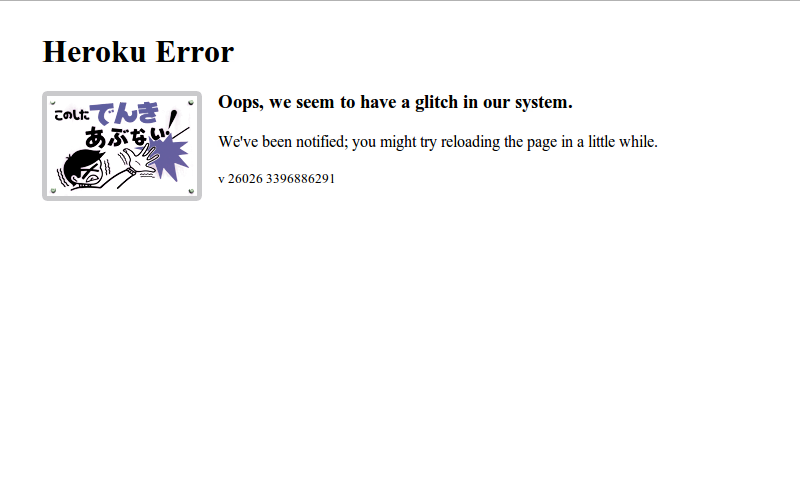 Heroku Error
このした でんき
あぶない!
Oops, we seem to have a glitch in our system.
We've been notified; you might try reloading the page in a little while.
v 26026 3396886291